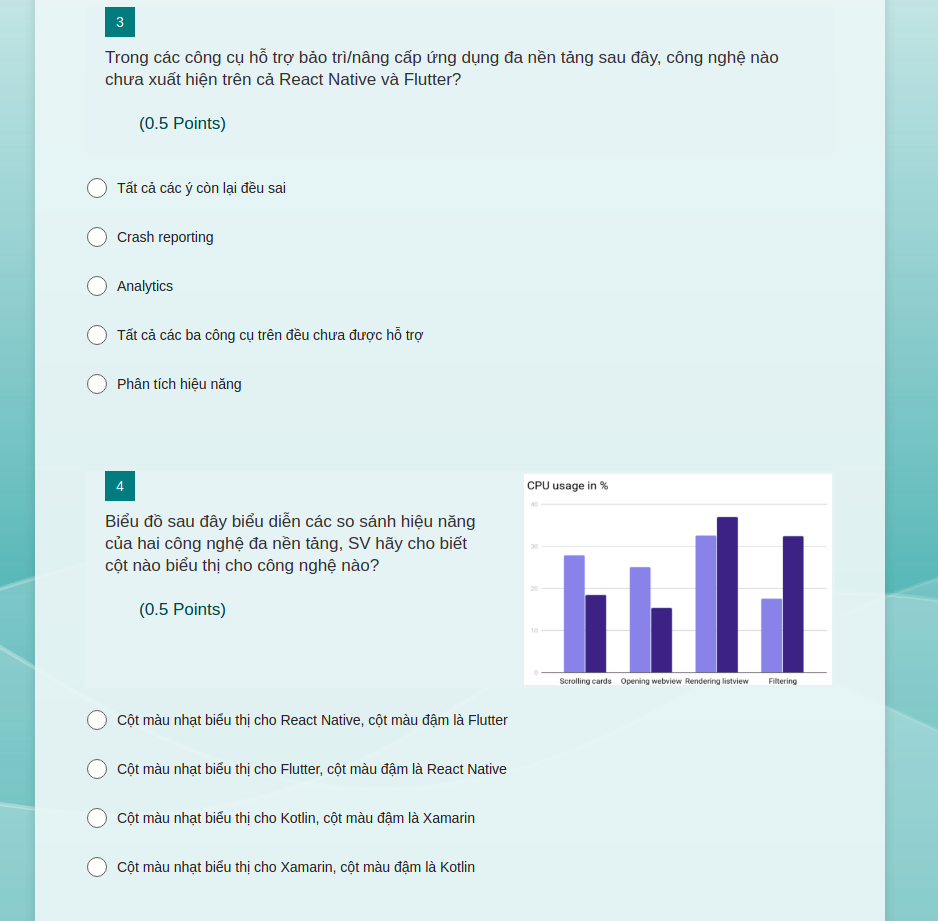 3
Trong các công cụ hỗ trợ bảo trì/nâng cấp ứng dụng đa nền tảng sau đây, công nghệ nào
chưa xuất hiện trên cả React Native và Flutter?
(0.5 Points)
Tất cả các ý còn lại đều sai
Crash reporting
Analytics
Tất cả các ba công cụ trên đều chưa được hỗ trợ
Phân tích hiệu năng
4
Biểu đồ sau đây biểu diễn các so sánh hiệu năng
của hai công nghệ đa nền tảng, SV hãy cho biết
cột nào biểu thị cho công nghệ nào?
(0.5 Points)
CPU usage in %
40
30
20
10
0
Scrolling cards Opening webview Rendering listview Filtering
Cột màu nhạt biểu thị cho React Native, cột màu đậm là Flutter
Cột màu nhạt biểu thị cho Flutter, cột màu đậm là React Native
Cột màu nhạt biểu thị cho Kotlin, cột màu đậm là Xamarin
Cột màu nhạt biểu thị cho Xamarin, cột màu đậm là Kotlin